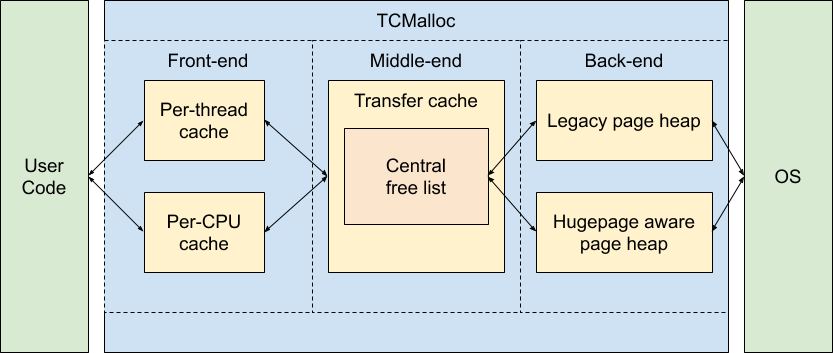 TCMalloc
Front-end
Middle-end
Back-end
User
Code
Per-thread
cache
Per-CPU
cache
Transfer cache
Central
free list
Legacy page heap
Hugepage aware
page heap
OS